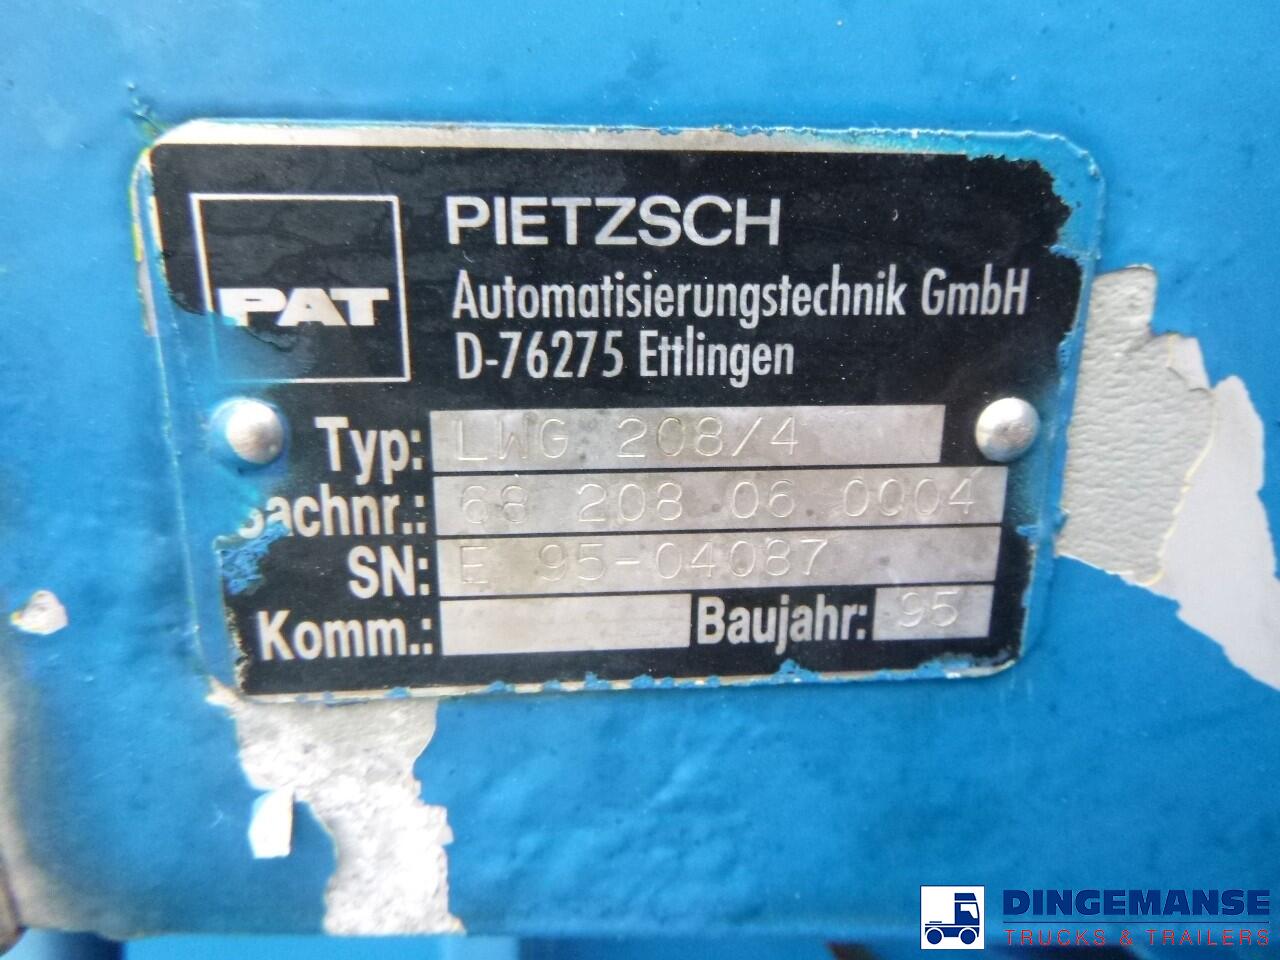 PAT
PIETZSCH
Automatisierungstechnik GmbH
D-76275 Ettlingen
Typ: LWG 208/4
Sachnr.: 68 208 06 0004
SN: E 95-04087
Komm.: Baujahr: 95
DINGEMANSE
TRUCKS & TRAILERS